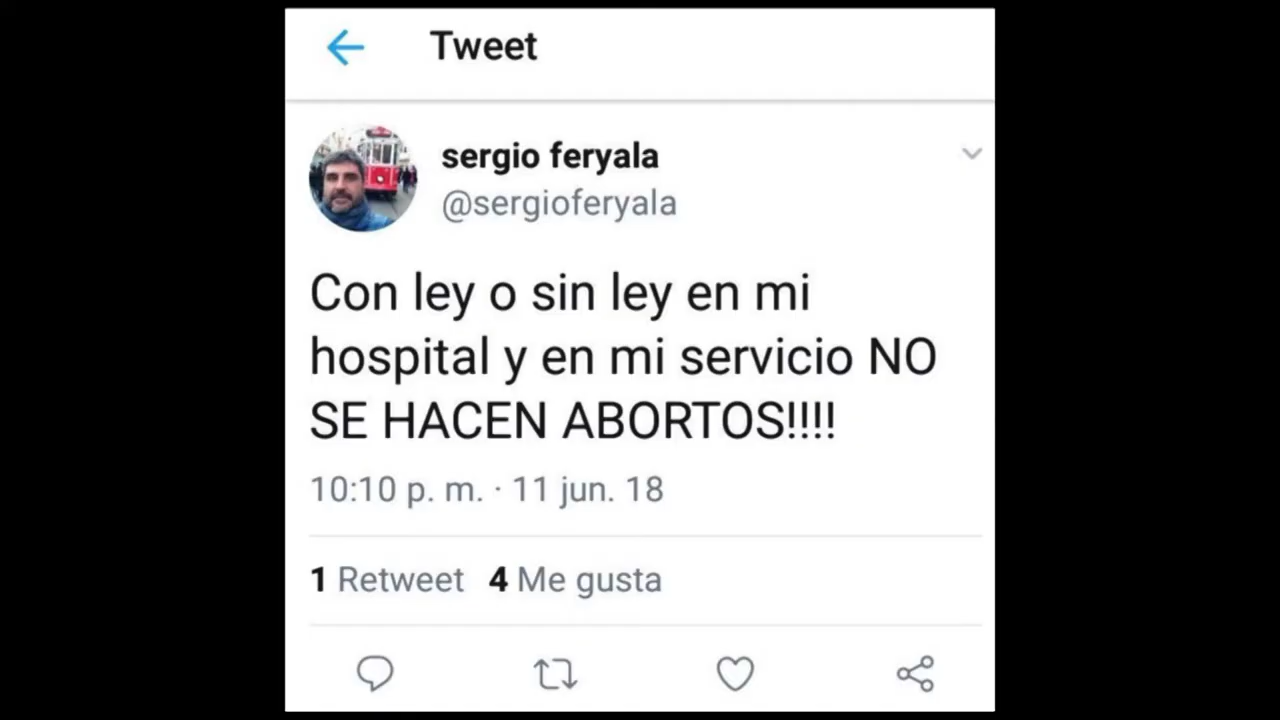 Tweet
sergio feryala
@sergioferyala
Con ley o sin ley en mi
hospital y en mi servicio NO
SE HACEN ABORTOS!!!!
10:10 p. m. · 11 jun. 18
1 Retweet 4 Me gusta